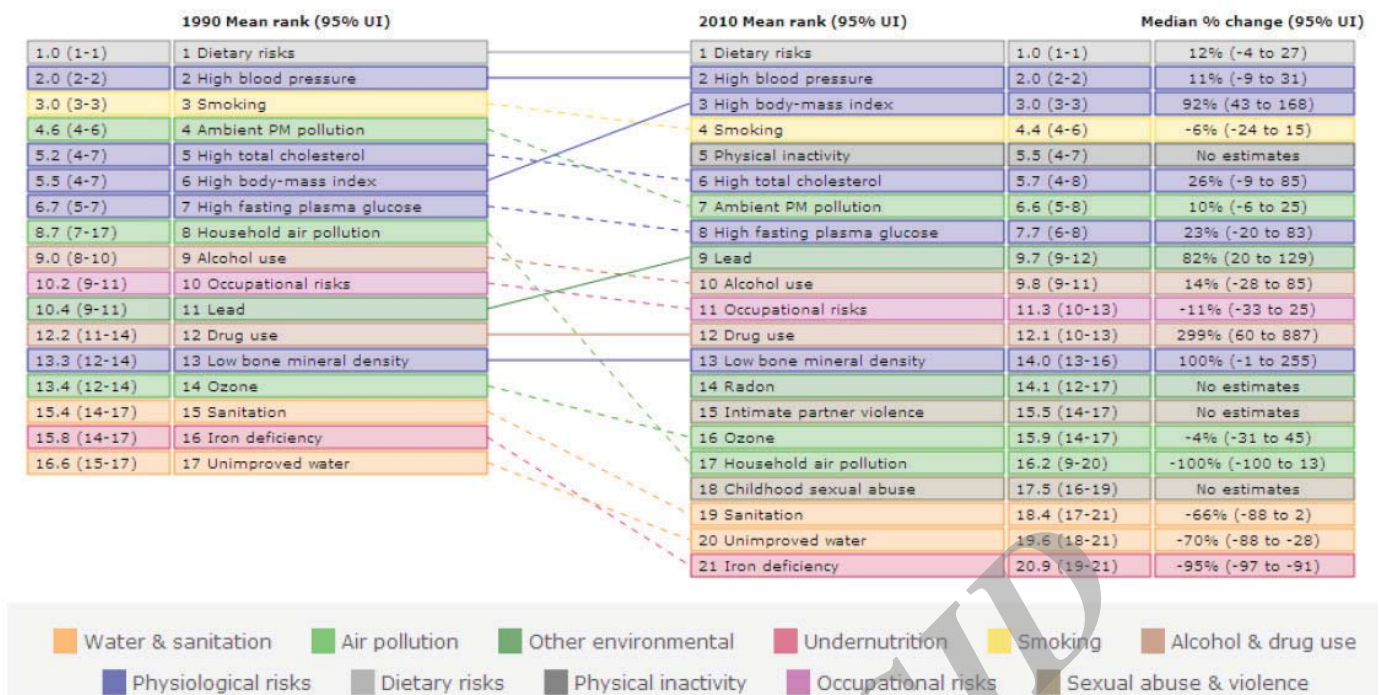 1990 Mean rank (95% UI) 2010 Mean rank (95% UI) Median % change (95% UI)
1.0 (1-1) 1 Dietary risks 1 Dietary risks 1.0 (1-1) 12% (-4 to 27)
2.0 (2-2) 2 High blood pressure 2 High blood pressure 2.0 (2-2) 11% (-9 to 31)
3.0 (3-3) 3 Smoking 3 High body-mass index 3.0 (3-3) 92% (43 to 168)
4.6 (4-6) 4 Ambient PM pollution 4 Smoking 4.4 (4-6) -6% (-24 to 15)
5.2 (4-7) 5 High total cholesterol 5 Physical inactivity 5.5 (4-7) No estimates
5.5 (4-7) 6 High body-mass index 6 High total cholesterol 5.7 (4-8) 26% (-9 to 85)
6.7 (5-7) 7 High fasting plasma glucose 7 Ambient PM pollution 6.6 (5-8) 10% (-6 to 25)
8.7 (7-17) 8 Household air pollution 8 High fasting plasma glucose 7.7 (6-8) 23% (-20 to 83)
9.0 (8-10) 9 Alcohol use 9 Lead 9.7 (9-12) 82% (20 to 129)
10.2 (9-11) 10 Occupational risks 10 Alcohol use 9.8 (9-11) 14% (-28 to 85)
10.4 (9-11) 11 Lead 11 Occupational risks 11.3 (10-13) -11% (-33 to 25)
12.2 (11-14) 12 Drug use 12 Drug use 12.1 (10-13) 299% (60 to 887)
13.3 (12-14) 13 Low bone mineral density 13 Low bone mineral density 14.0 (13-16) 100% (-1 to 255)
13.4 (12-14) 14 Ozone 14 Radon 14.1 (12-17) No estimates
15.4 (14-17) 15 Sanitation 15 Intimate partner violence 15.5 (14-17) No estimates
15.8 (14-17) 16 Iron deficiency 16 Ozone 15.9 (14-17) -4% (-31 to 45)
16.6 (15-17) 17 Unimproved water 17 Household air pollution 16.2 (9-20) -100% (-100 to 13)
18 Childhood sexual abuse 17.5 (16-19) No estimates
19 Sanitation 18.4 (17-21) -66% (-88 to 2)
20 Unimproved water 19.6 (18-21) -70% (-88 to -28)
21 Iron deficiency 20.9 (19-21) -95% (-97 to -91)
Water & sanitation Air pollution Other environmental Undernutrition Smoking Alcohol & drug use
Physiological risks Dietary risks Physical inactivity Occupational risks Sexual abuse & violence